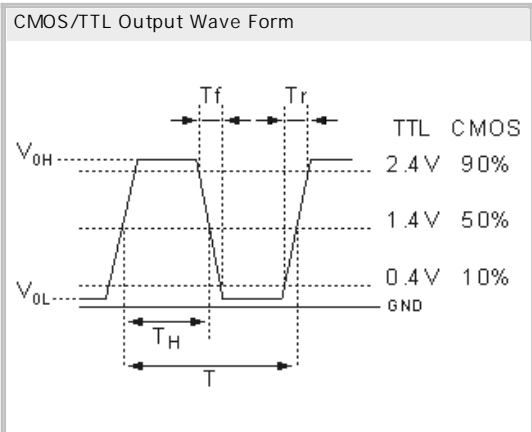 CMOS/TTL Output Wave Form
Tf Tr
TTL CMOS
V0H 2.4V 90%
1.4V 50%
0.4V 10%
V0L GND
TH
T